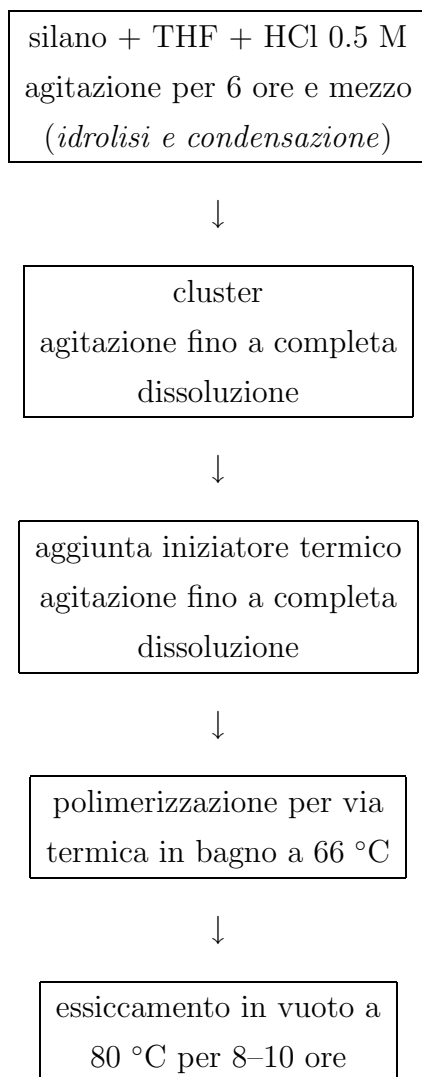 silano + THF + HCl 0.5 M
agitazione per 6 ore e mezzo
(idrolisi e condensazione)
↓
cluster
agitazione fino a completa
dissoluzione
↓
aggiunta iniziatore termico
agitazione fino a completa
dissoluzione
↓
polimerizzazione per via
termica in bagno a 66 °C
↓
essiccamento in vuoto a
80 °C per 8–10 ore